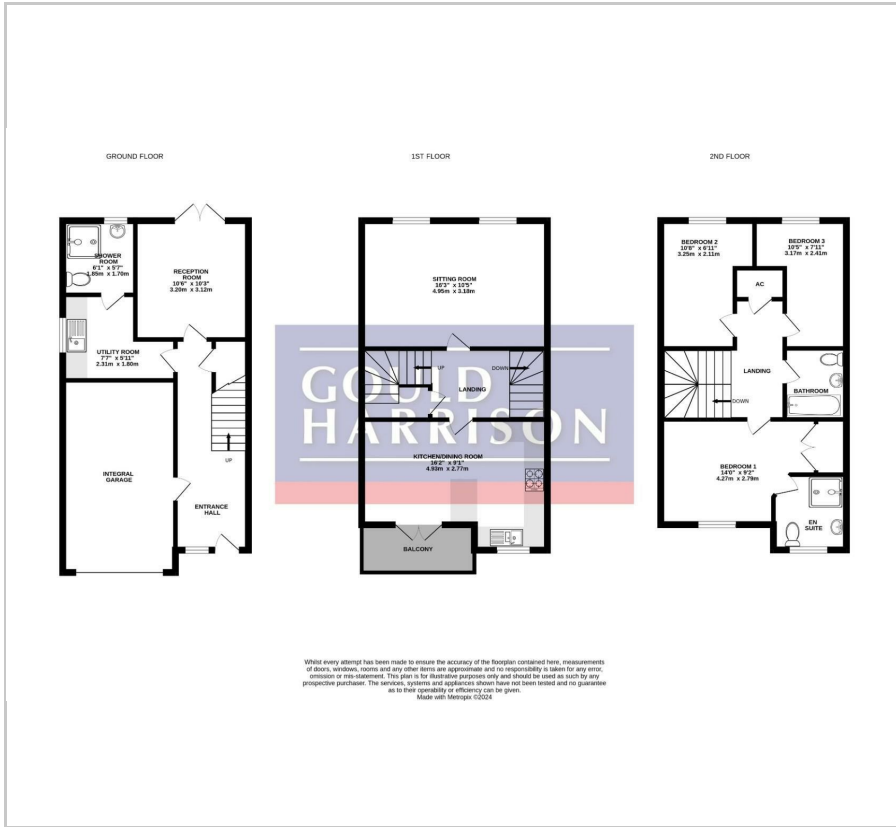 GROUND FLOOR
1ST FLOOR
2ND FLOOR
SHOWER
ROOM
6'1" x 5'7"
1.85m x 1.70m
RECEPTION
ROOM
10'6" x 10'3"
3.20m x 3.12m
UTILITY ROOM
7'7" x 5'11"
2.31m x 1.80m
INTEGRAL
GARAGE
UP
ENTRANCE
HALL
SITTING ROOM
16'3" x 10'5"
4.95m x 3.18m
UP
DOWN
LANDING
GOULD
HARRISON
KITCHEN/DINING ROOM
16'2" x 9'1"
4.93m x 2.77m
BALCONY
BEDROOM 2
10'8" x 6'11"
3.25m x 2.11m
BEDROOM 3
10'5" x 7'11"
3.17m x 2.41m
AC
LANDING
DOWN
BATHROOM
BEDROOM 1
14'0" x 9'2"
4.27m x 2.79m
EN
SUITE
Whilst every attempt has been made to ensure the accuracy of the floorplan contained here, measurements
of doors, windows, rooms and any other items are approximate and no responsibility is taken for any error,
omission or mis-statement. This plan is for illustrative purposes only and should be used as such by any
prospective purchaser. The services, systems and appliances shown have not been tested and no guarantee
as to their operability or efficiency can be given.
Made with Metropix ©2024